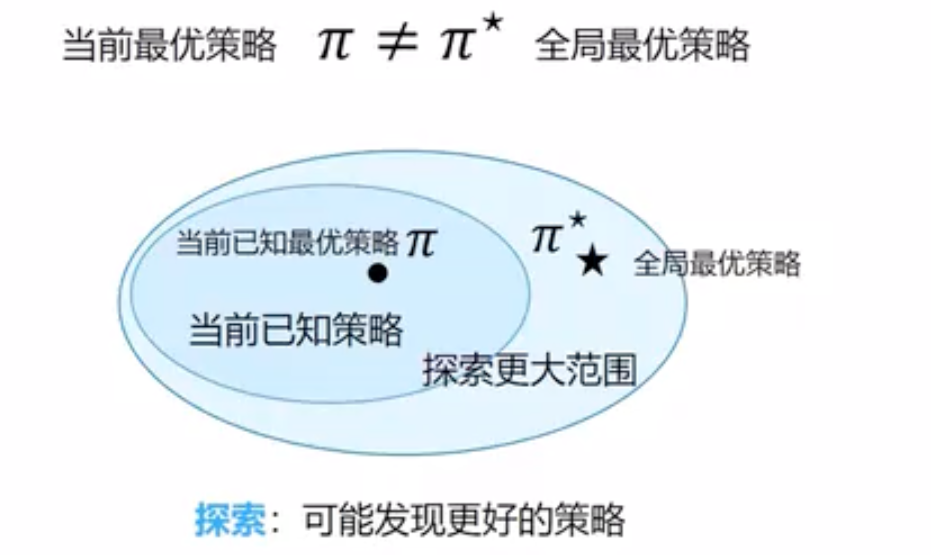 当前最优策略 π ≠ π* 全局最优策略
当前已知最优策略 π
π*
全局最优策略
当前已知策略
探索更大范围
探索：可能发现更好的策略